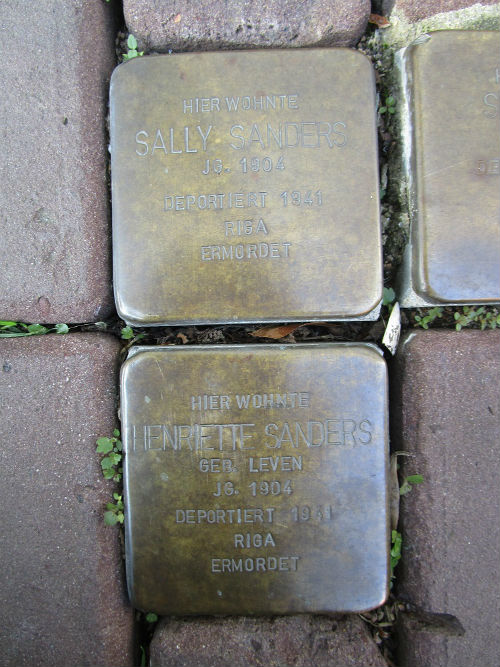 HIER WOHNTE
SALLY SANDERS
JG. 1904
DEPORTIERT 1941
RIGA
ERMORDET
HIER WOHNTE
HENRIETTE SANDERS
GEB. LEVEN
JG. 1904
DEPORTIERT 1941
RIGA
ERMORDET